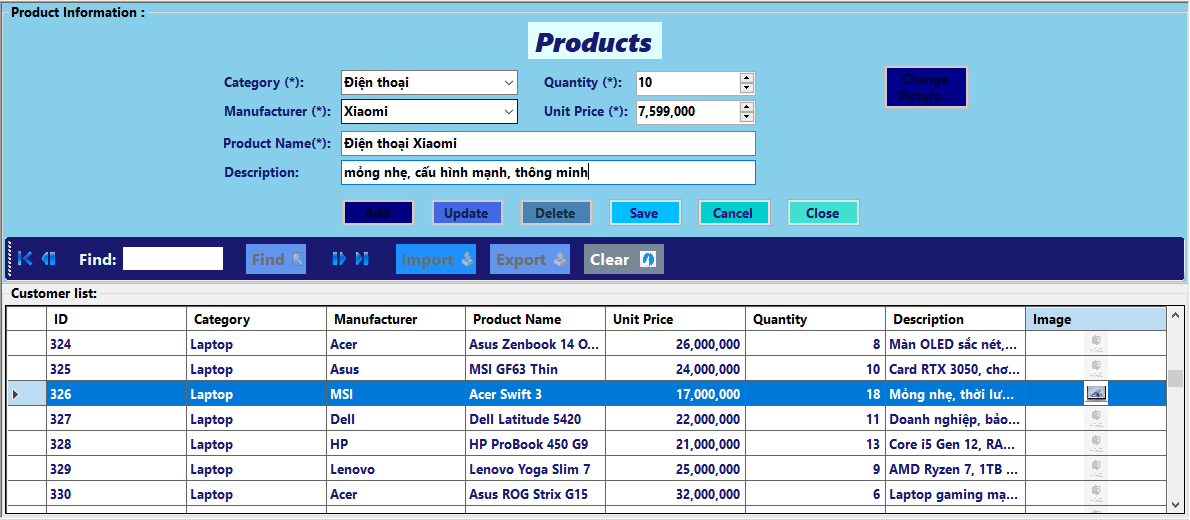 Product Information :
Products
Category (*): Điện thoại Quantity (*): 10 Change Picture...
Manufacturer (*): Xiaomi Unit Price (*): 7,599,000
Product Name(*): Điện thoại Xiaomi
Description: mỏng nhẹ, cấu hình mạnh, thông minh
Add Update Delete Save Cancel Close
Find: Find Import Export Clear
Customer list:
ID Category Manufacturer Product Name Unit Price Quantity Description Image
324 Laptop Acer Asus Zenbook 14 O... 26,000,000 8 Màn OLED sắc nét,...
325 Laptop Asus MSI GF63 Thin 24,000,000 10 Card RTX 3050, chơ...
326 Laptop MSI Acer Swift 3 17,000,000 18 Mỏng nhẹ, thời lư...
327 Laptop Dell Dell Latitude 5420 22,000,000 11 Doanh nghiệp, bảo...
328 Laptop HP HP ProBook 450 G9 21,000,000 13 Core i5 Gen 12, RA...
329 Laptop Lenovo Lenovo Yoga Slim 7 25,000,000 9 AMD Ryzen 7, 1TB ...
330 Laptop Acer Asus ROG Strix G15 32,000,000 6 Laptop gaming mạ...